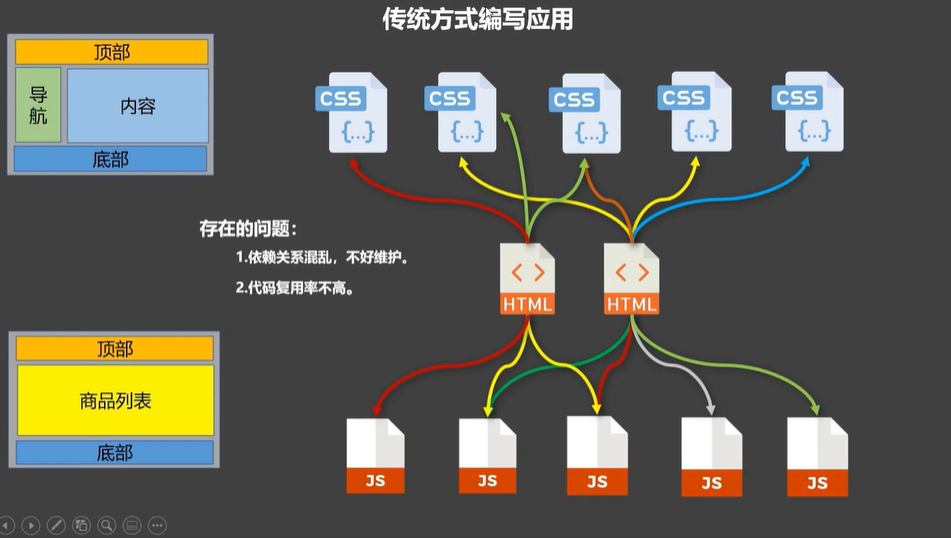 传统方式编写应用
顶部
导航
内容
底部
CSS
{...}
CSS
{...}
CSS
{...}
CSS
{...}
CSS
{...}
存在的问题:
1.依赖关系混乱，不好维护。
2.代码复用率不高。
< >
HTML
< >
HTML
顶部
商品列表
底部
JS
JS
JS
JS
JS